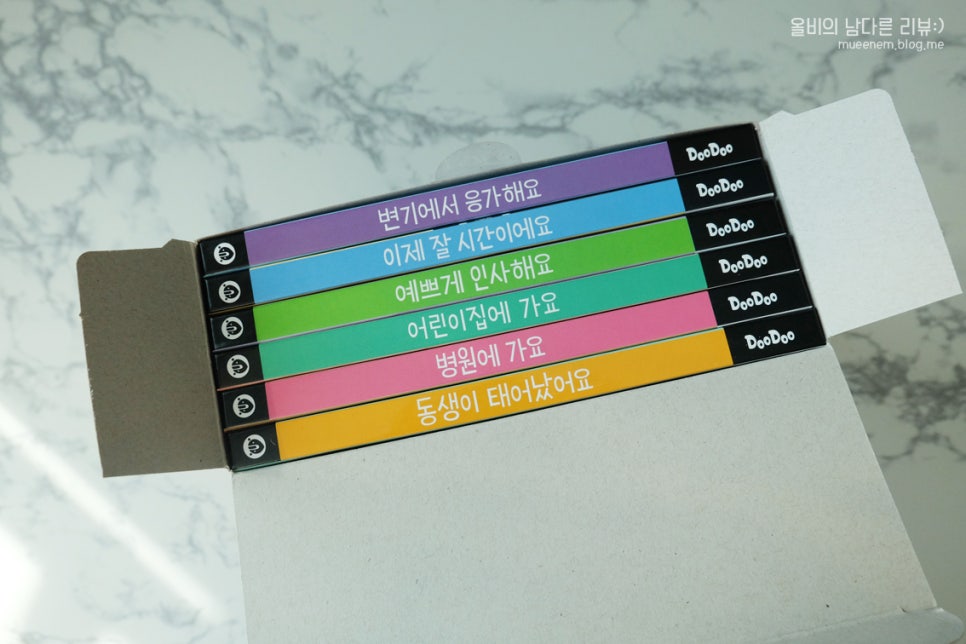 올비의 남다른 리뷰:)
mueenem.blog.me
변기에서 응가해요 DooDoo
이제 잘 시간이에요 DooDoo
예쁘게 인사해요 DooDoo
어린이집에 가요 DooDoo
병원에 가요 DooDoo
동생이 태어났어요 DooDoo